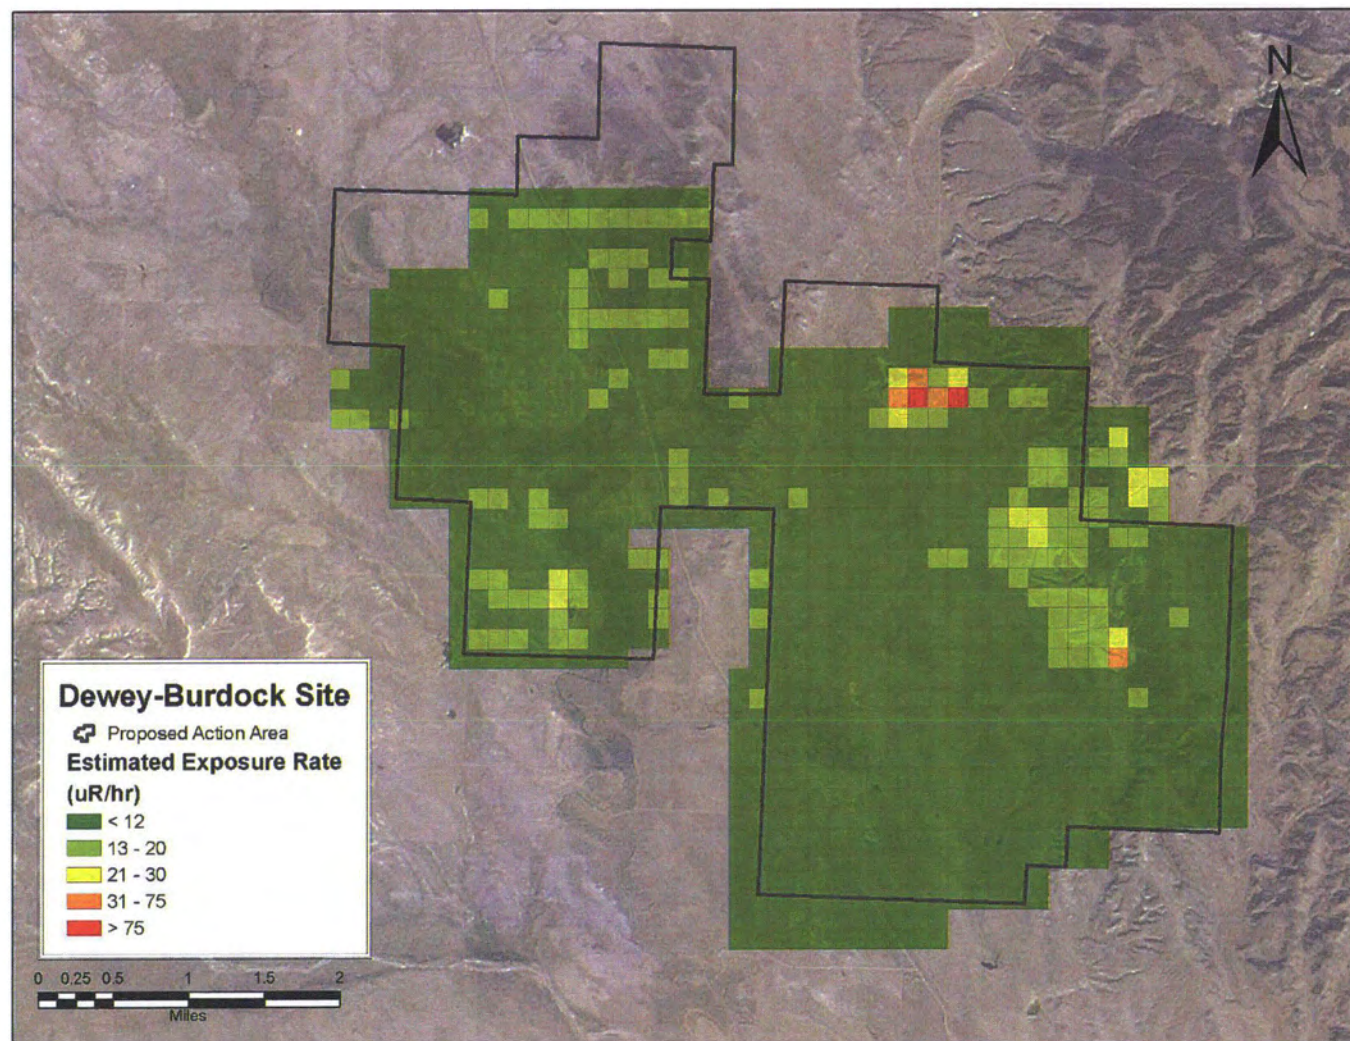 N
Dewey-Burdock Site
Proposed Action Area
Estimated Exposure Rate
(uR/hr)
< 12
13 - 20
21 - 30
31 - 75
> 75
0 0.25 0.5 1 1.5 2
Miles